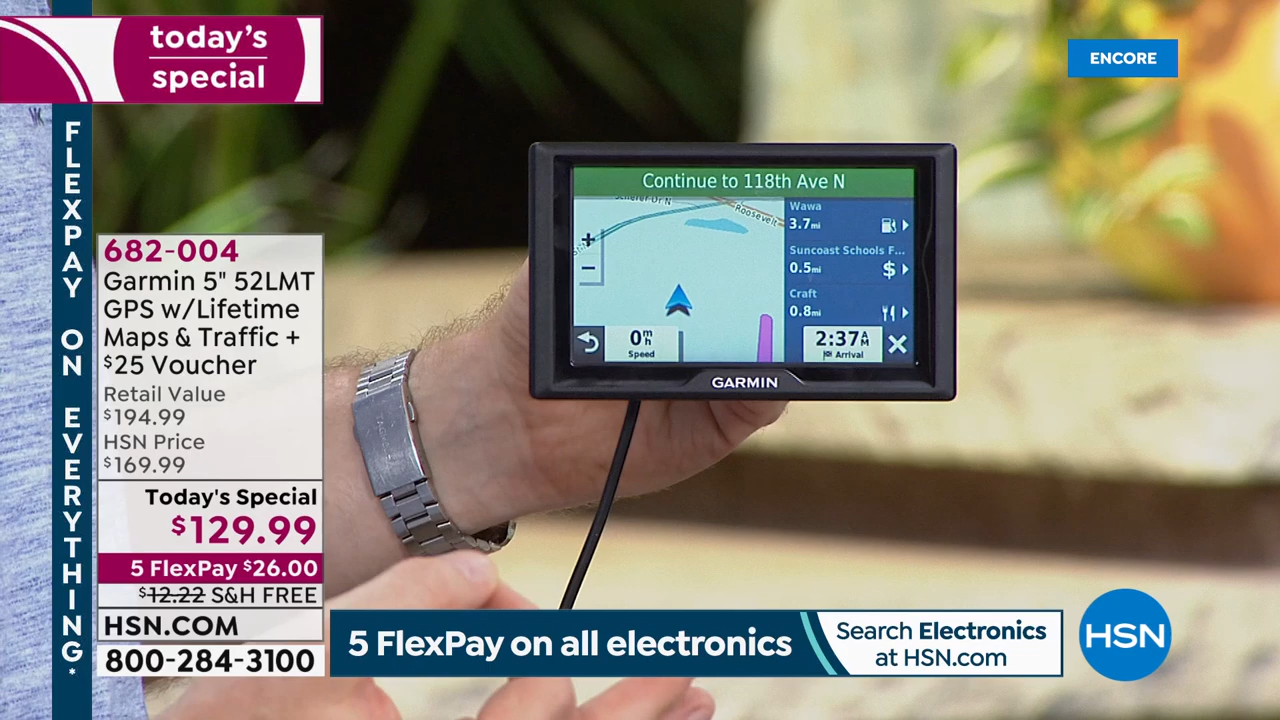 today's
special
ENCORE
FLEXPAY ON EVERYTHING*
682-004
Garmin 5" 52LMT
GPS w/Lifetime
Maps & Traffic +
$25 Voucher
Retail Value
$194.99
HSN Price
$169.99
Today's Special
$129.99
5 FlexPay $26.00
$12.22 S&H FREE
HSN.COM
800-284-3100
Continue to 118th Ave N
Roosevelt
Wawa
3.7mi
Suncoast Schools F...
$
0.5mi
Craft
0.8mi
+
−
0mh
Speed
2:37AM
Arrival
X
GARMIN
5 FlexPay on all electronics
Search Electronics
at HSN.com
HSN